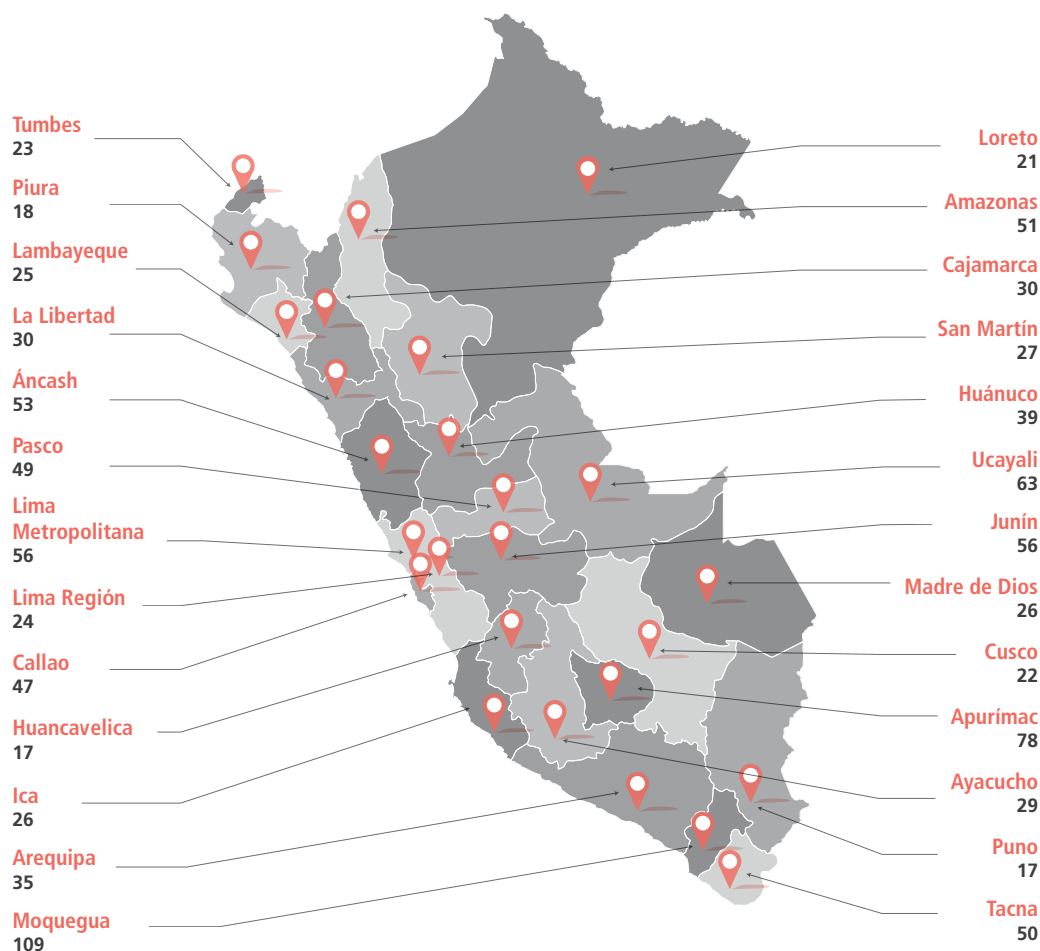 Tumbes
23
Piura
18
Lambayeque
25
La Libertad
30
Áncash
53
Pasco
49
Lima
Metropolitana
56
Lima Región
24
Callao
47
Huancavelica
17
Ica
26
Arequipa
35
Moquegua
109
Loreto
21
Amazonas
51
Cajamarca
30
San Martín
27
Huánuco
39
Ucayali
63
Junín
56
Madre de Dios
26
Cusco
22
Apurímac
78
Ayacucho
29
Puno
17
Tacna
50